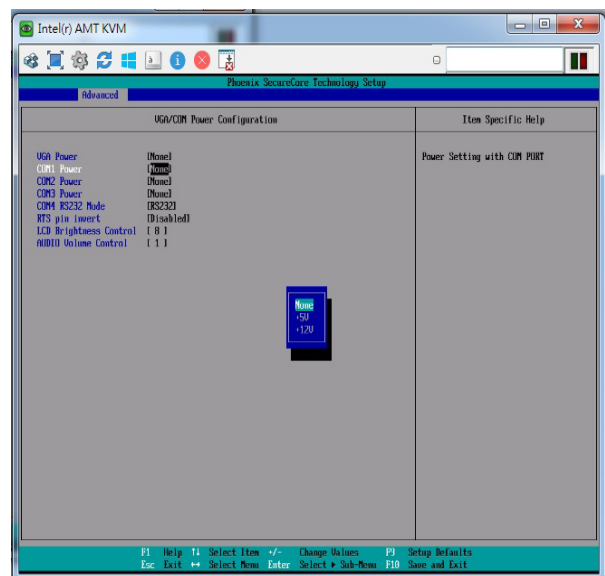 Intel(r) AMT KVM
Phoenix SecureCore Technology Setup
Advanced
VGA/COM Power Configuration
Item Specific Help
VGA Power [None]
COM1 Power [None]
COM2 Power [None]
COM3 Power [None]
COM4 RS232 Mode [RS232]
RTS pin invert [Disabled]
LCD Brightness Control [ 8 ]
AUDIO Volume Control [ 1 ]
Power Setting with COM PORT
None
+5V
+12V
F1 Help ↑↓ Select Item +/- Change Values F9 Setup Defaults
Esc Exit ↔ Select Menu Enter Select ▶ Sub-Menu F10 Save and Exit